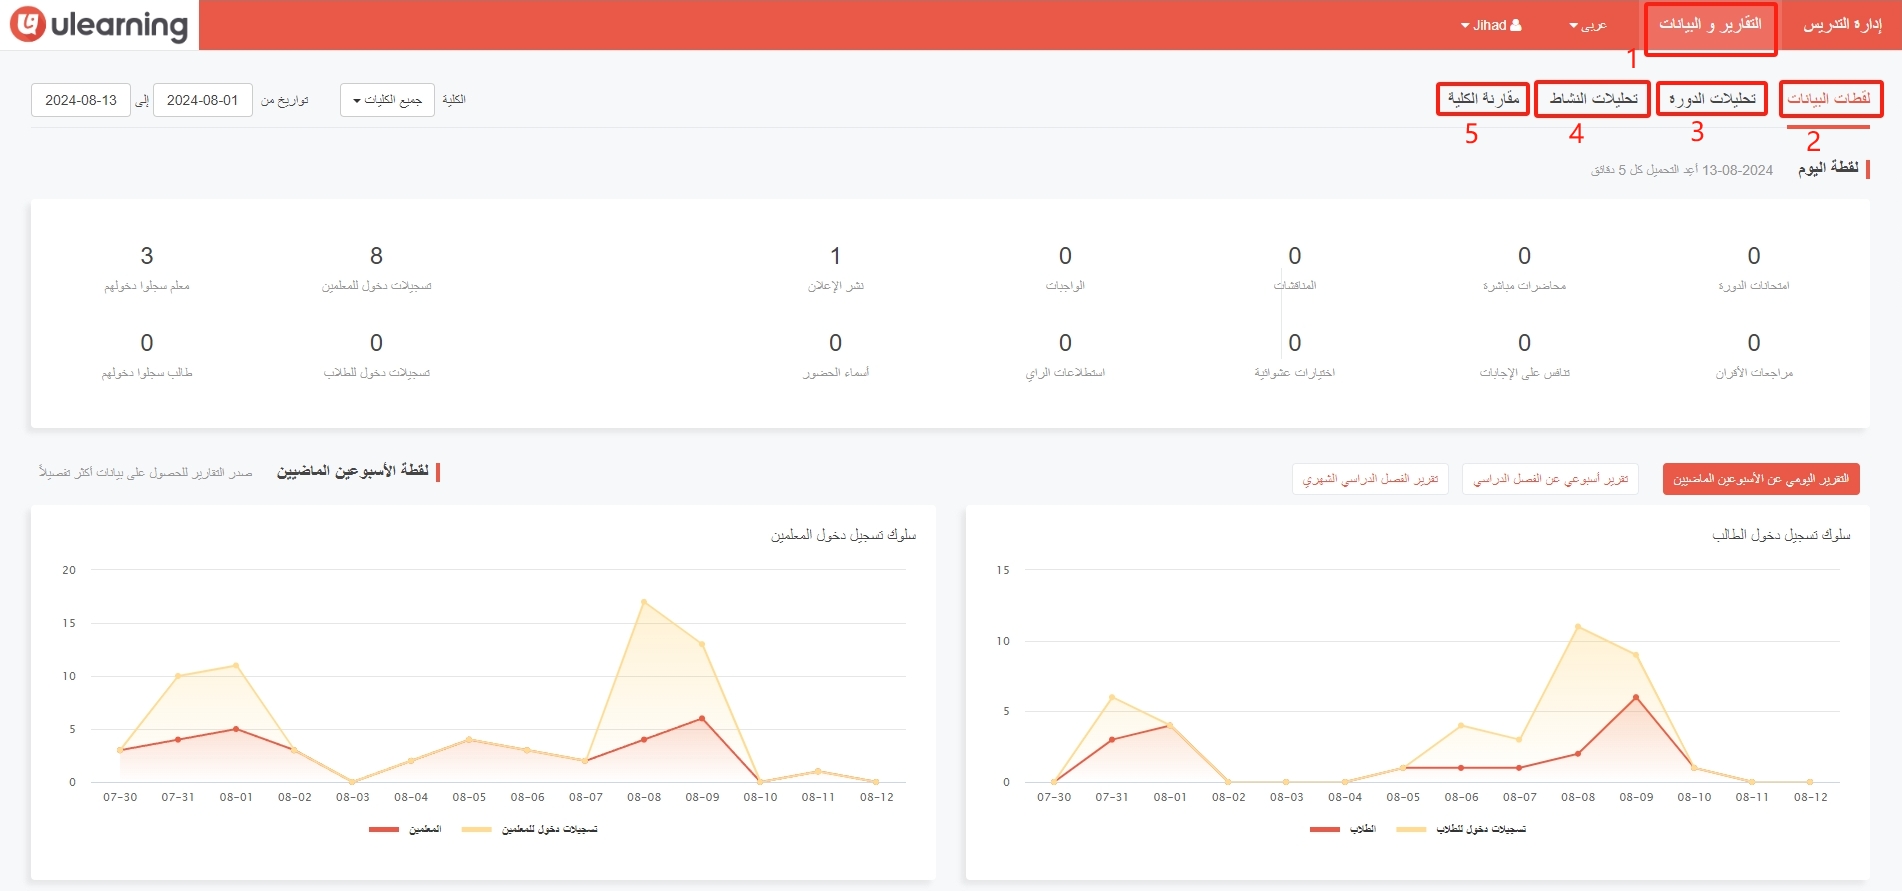 إدارة التدريس
التقارير و البيانات
عربى
Jihad
ulearning
1
لقطات البيانات
تحليلات الدورة
تحليلات النشاط
مقارنة الكلية
الكلية
جميع الكليات
تواريخ من
2024-08-01
إلى
2024-08-13
2
3
4
5
لقطة اليوم
13-08-2024 أعِد التحميل كل 5 دقائق
0
0
0
0
1
8
3
امتحانات الدورة
محاضرات مباشرة
المناقشات
الواجبات
نشر الإعلان
تسجيلات دخول للمعلمين
معلم سجلوا دخولهم
0
0
0
0
0
0
0
مراجعات الأقران
تنافس على الإجابات
اختيارات عشوائية
استطلاعات الراي
أسماء الحضور
تسجيلات دخول للطلاب
طالب سجلوا دخولهم
التقرير اليومي عن الأسبوعين الماضيين
تقرير أسبوعي عن الفصل الدراسي
تقرير الفصل الدراسي الشهري
لقطة الأسبوعين الماضيين
صدر التقارير للحصول على بيانات أكثر تفصيلاً
سلوك تسجيل دخول الطالب
15
10
5
0
07-30 07-31 08-01 08-02 08-03 08-04 08-05 08-06 08-07 08-08 08-09 08-10 08-11 08-12
الطلاب
تسجيلات دخول للطلاب
سلوك تسجيل دخول المعلمين
20
15
10
5
0
07-30 07-31 08-01 08-02 08-03 08-04 08-05 08-06 08-07 08-08 08-09 08-10 08-11 08-12
المعلمين
تسجيلات دخول للمعلمين